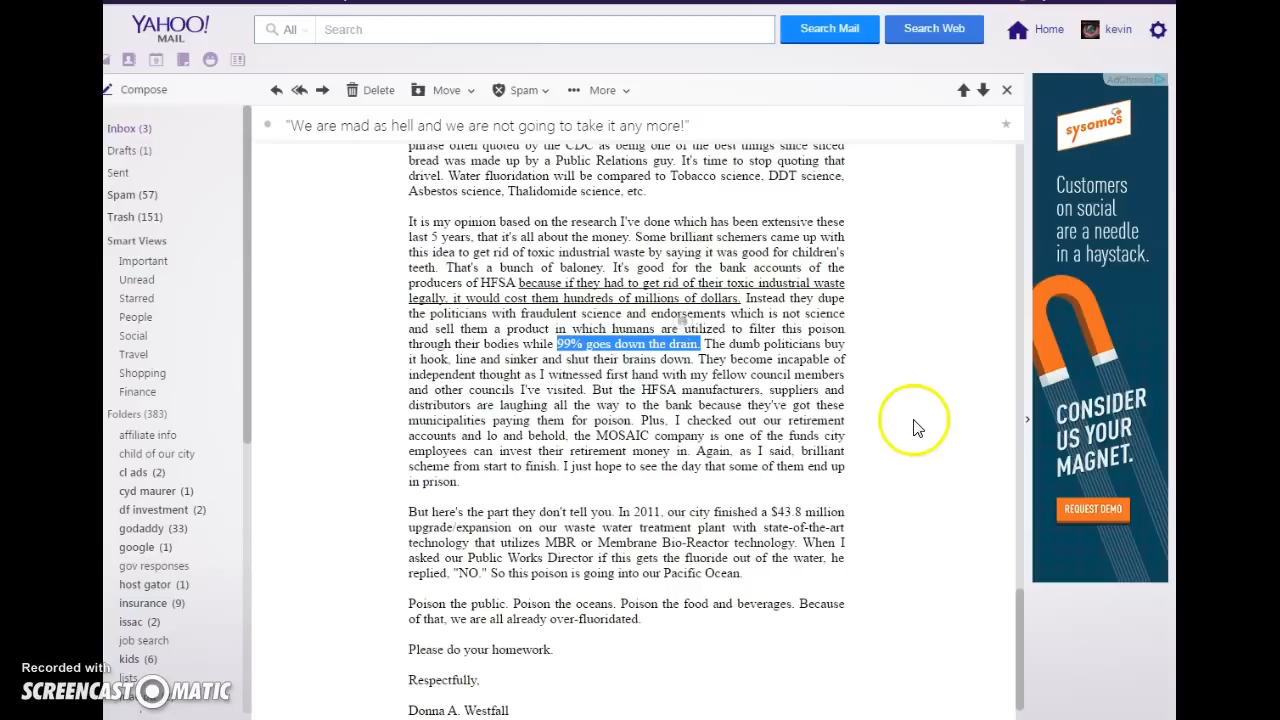 YAHOO!
MAIL
All
Search
Search Mail
Search Web
Home
kevin
Compose
Delete
Move
Spam
More
AdChoices
Inbox (3)
Drafts (1)
Sent
Spam (57)
Trash (151)
Smart Views
Important
Unread
Starred
People
Social
Travel
Shopping
Finance
Folders (383)
affiliate info
child of our city
cl ads (2)
cyd maurer (1)
df investment (2)
godaddy (33)
google (1)
gov responses
host gator (1)
insurance (9)
issac (2)
job search
kids (6)
lists
"We are mad as hell and we are not going to take it any more!"
phrase often quoted by the CDC as being one of the best things since sliced
bread was made up by a Public Relations guy. It's time to stop quoting that
drivel. Water fluoridation will be compared to Tobacco science, DDT science,
Asbestos science, Thalidomide science, etc.
It is my opinion based on the research I've done which has been extensive these
last 5 years, that it's all about the money. Some brilliant schemers came up with
this idea to get rid of toxic industrial waste by saying it was good for children's
teeth. That's a bunch of baloney. It's good for the bank accounts of the
producers of HFSA because if they had to get rid of their toxic industrial waste
legally, it would cost them hundreds of millions of dollars. Instead they dupe
the politicians with fraudulent science and endorsements which is not science
and sell them a product in which humans are utilized to filter this poison
through their bodies while 99% goes down the drain. The dumb politicians buy
it hook, line and sinker and shut their brains down. They become incapable of
independent thought as I witnessed first hand with my fellow council members
and other councils I've visited. But the HFSA manufacturers, suppliers and
distributors are laughing all the way to the bank because they've got these
municipalities paying them for poison. Plus, I checked out our retirement
accounts and lo and behold, the MOSAIC company is one of the funds city
employees can invest their retirement money in. Again, as I said, brilliant
scheme from start to finish. I just hope to see the day that some of them end up
in prison.
But here's the part they don't tell you. In 2011, our city finished a $43.8 million
upgrade/expansion on our waste water treatment plant with state-of-the-art
technology that utilizes MBR or Membrane Bio-Reactor technology. When I
asked our Public Works Director if this gets the fluoride out of the water, he
replied, "NO." So this poison is going into our Pacific Ocean.
Poison the public. Poison the oceans. Poison the food and beverages. Because
of that, we are all already over-fluoridated.
Please do your homework.
Respectfully,
Donna A. Westfall
sysomos
Customers
on social
are a needle
in a haystack.
CONSIDER
US YOUR
MAGNET.
REQUEST DEMO
Recorded with
SCREENCAST-O-MATIC